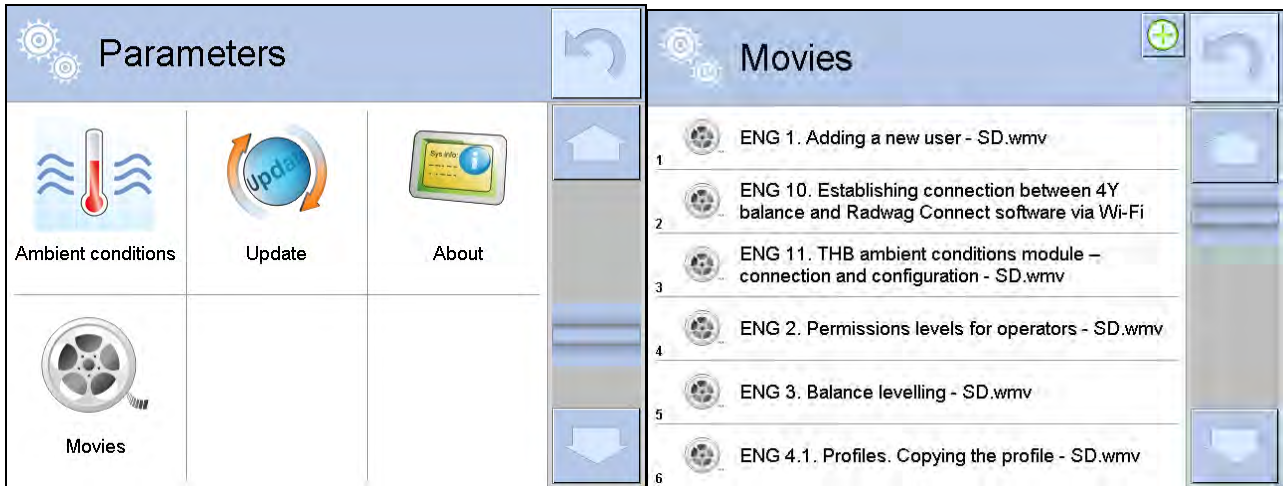 Parameters
Update
Sys info:
Ambient conditions
Update
About
Movies
Movies
ENG 1. Adding a new user - SD.wmv
1
ENG 10. Establishing connection between 4Y
balance and Radwag Connect software via Wi-Fi
2
ENG 11. THB ambient conditions module –
connection and configuration - SD.wmv
3
ENG 2. Permissions levels for operators - SD.wmv
4
ENG 3. Balance levelling - SD.wmv
5
ENG 4.1. Profiles. Copying the profile - SD.wmv
6